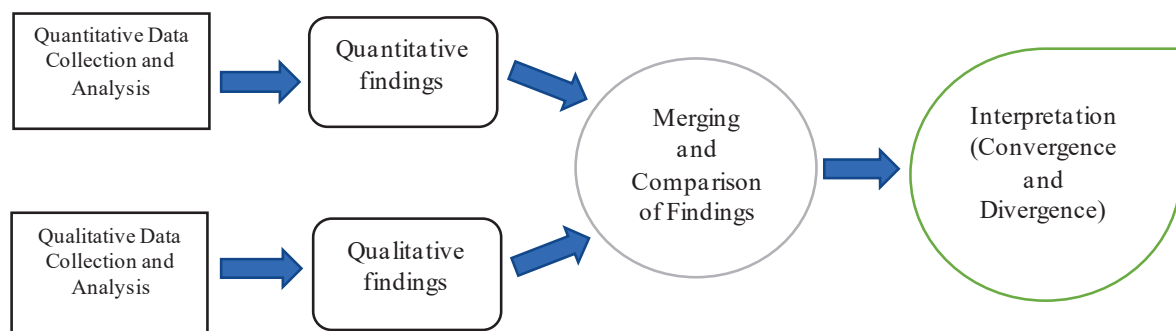 Quantitative Data
Collection and
Analysis
Quantitative
findings
Merging
and
Comparison
of Findings
Interpretation
(Convergence
and
Divergence)
Qualitative Data
Collection and
Analysis
Qualitative
findings